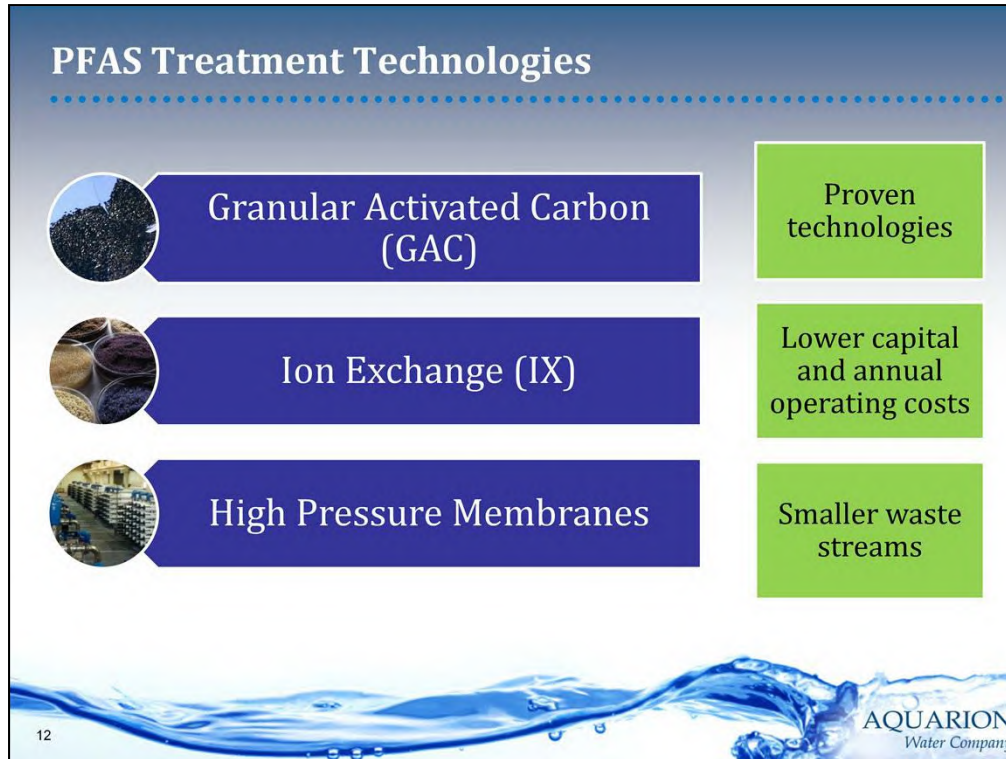 PFAS Treatment Technologies
Granular Activated Carbon
(GAC)
Ion Exchange (IX)
High Pressure Membranes
Proven
technologies
Lower capital
and annual
operating costs
Smaller waste
streams
12
AQUARION
Water Company